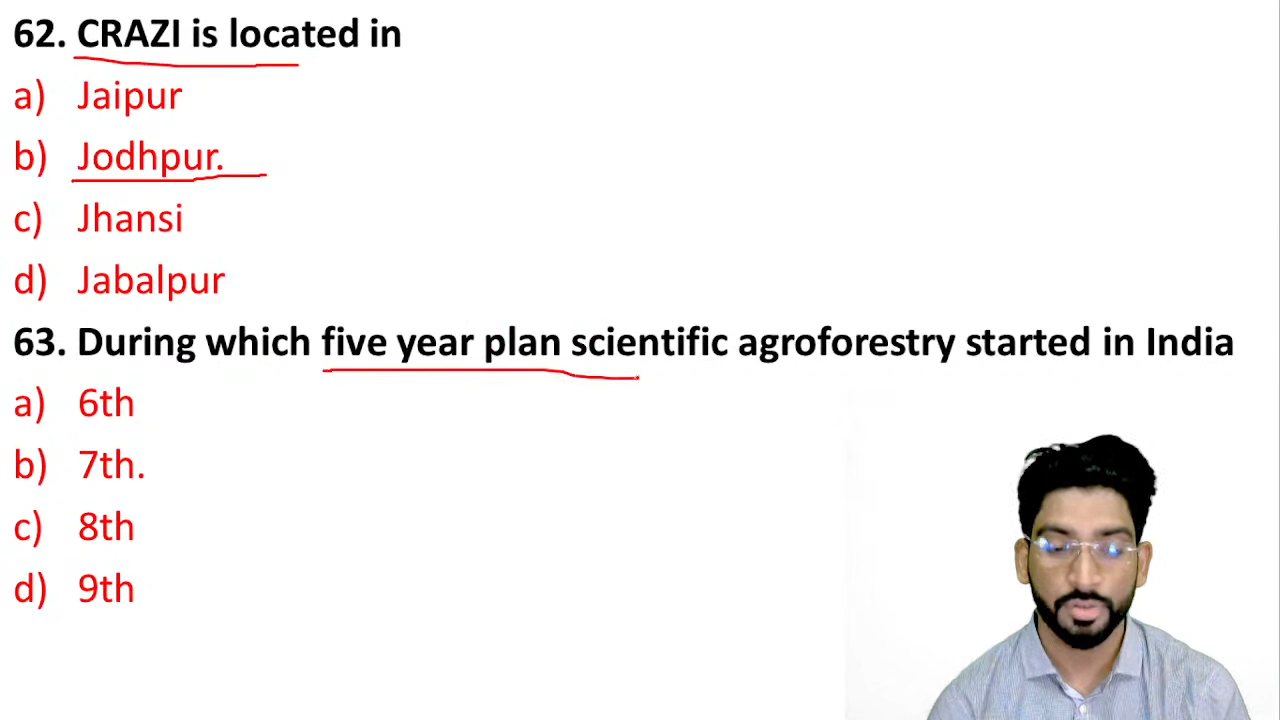 62. CRAZI is located in
a) Jaipur
b) Jodhpur.
c) Jhansi
d) Jabalpur
63. During which five year plan scientific agroforestry started in India
a) 6th
b) 7th.
c) 8th
d) 9th